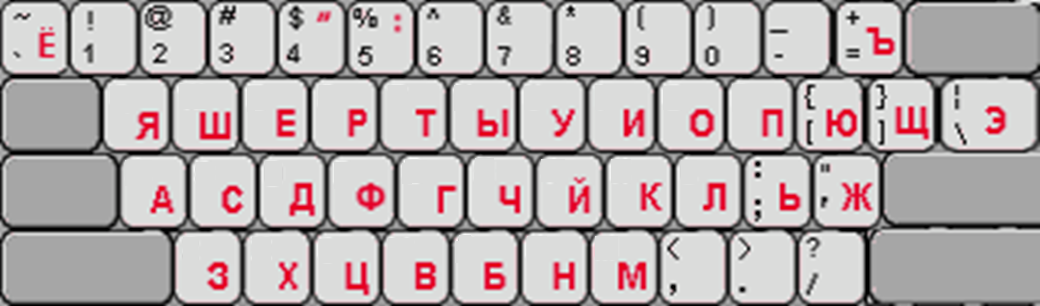 ~ ` Ё ! 1 @ 2 # 3 $ 4 " % 5 : ^ 6 & 7 * 8 ( 9 ) 0 _ - + = Ъ
Я Ш Е Р Т Ы У И О П { [ Ю } ] Щ | \ Э
А С Д Ф Г Ч Й К Л : ; Ь " ' Ж
З Х Ц В Б Н М < , > . ? /